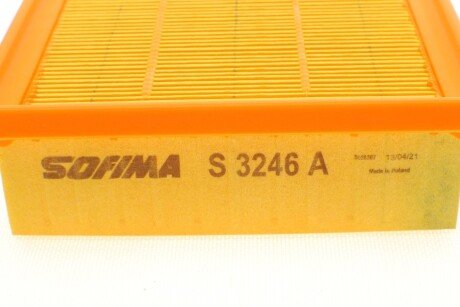 SOFIMA S 3246 A 13/04/21
Made in Poland